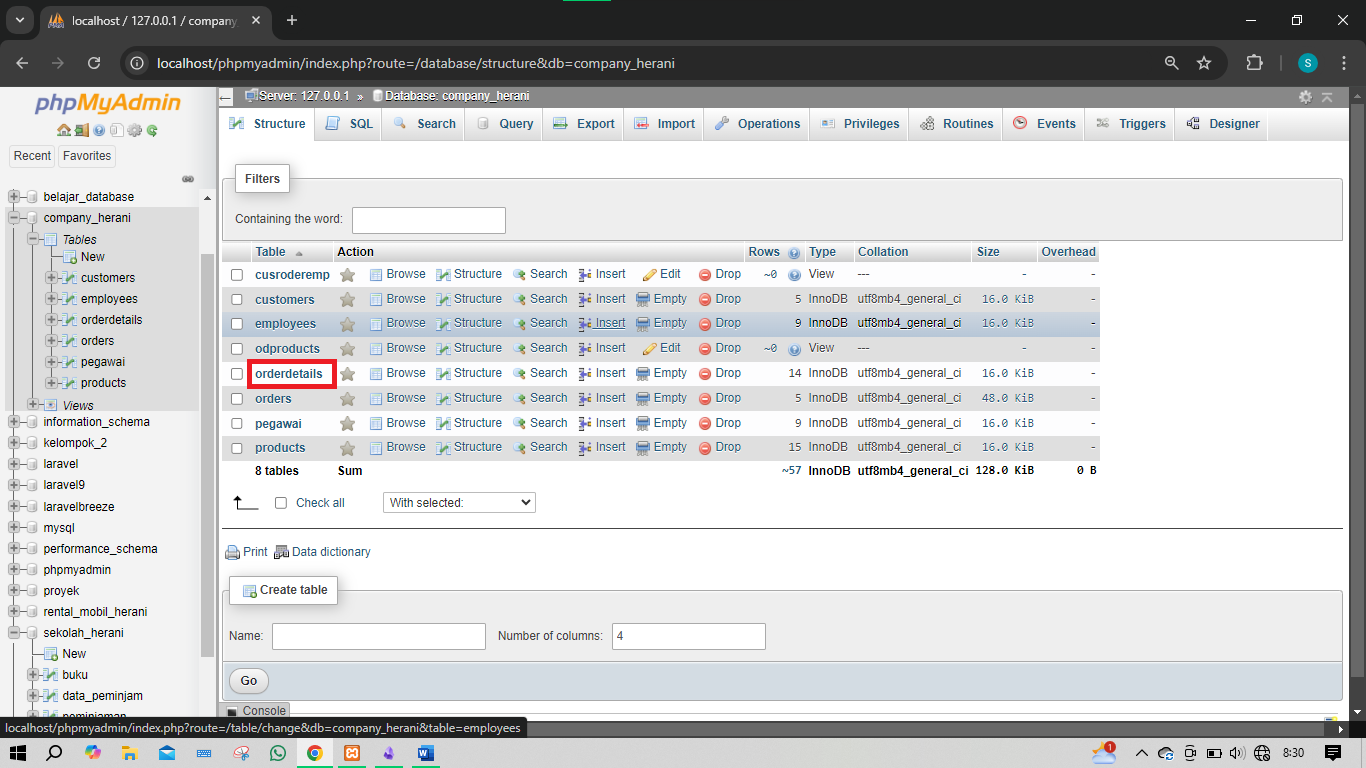 localhost / 127.0.0.1 / company_
localhost/phpmyadmin/index.php?route=/database/structure&db=company_herani
S
phpMyAdmin
Recent Favorites
belajar_database
company_herani
Tables
New
customers
employees
orderdetails
orders
pegawai
products
Views
information_schema
kelompok_2
laravel
laravel9
laravelbreeze
mysql
performance_schema
phpmyadmin
proyek
rental_mobil_herani
sekolah_herani
New
buku
data_peminjam
peminjaman
Server: 127.0.0.1 » Database: company_herani
Structure SQL Search Query Export Import Operations Privileges Routines Events Triggers Designer
Filters
Containing the word:
Table Action Rows Type Collation Size Overhead
cusroderemp Browse Structure Search Insert Edit Drop ~0 View --- - -
customers Browse Structure Search Insert Empty Drop 5 InnoDB utf8mb4_general_ci 16.0 KiB -
employees Browse Structure Search Insert Empty Drop 9 InnoDB utf8mb4_general_ci 16.0 KiB -
odproducts Browse Structure Search Insert Edit Drop ~0 View --- - -
orderdetails Browse Structure Search Insert Empty Drop 14 InnoDB utf8mb4_general_ci 16.0 KiB -
orders Browse Structure Search Insert Empty Drop 5 InnoDB utf8mb4_general_ci 48.0 KiB -
pegawai Browse Structure Search Insert Empty Drop 9 InnoDB utf8mb4_general_ci 16.0 KiB -
products Browse Structure Search Insert Empty Drop 15 InnoDB utf8mb4_general_ci 16.0 KiB -
8 tables Sum ~57 InnoDB utf8mb4_general_ci 128.0 KiB 0 B
Check all With selected:
Print Data dictionary
Create table
Name: Number of columns: 4
Go
Console
localhost/phpmyadmin/index.php?route=/table/change&db=company_herani&table=employees
1
8:30